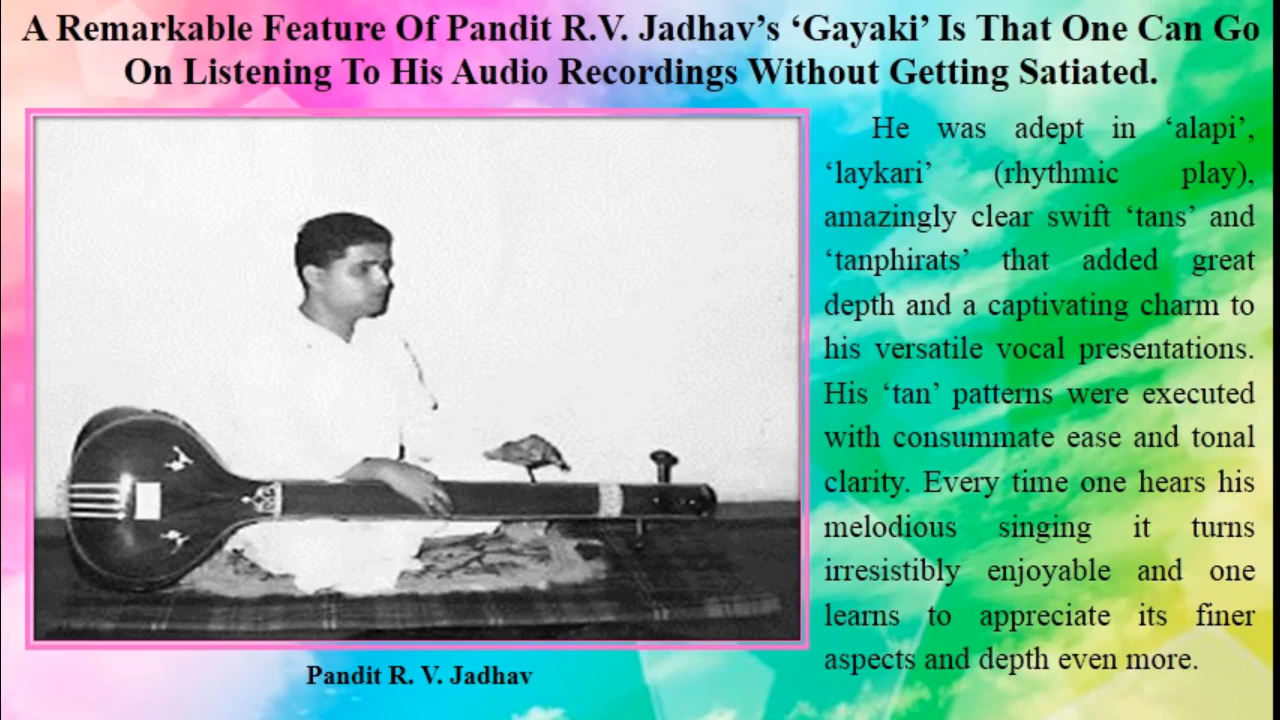 A Remarkable Feature Of Pandit R.V. Jadhav’s ‘Gayaki’ Is That One Can Go
On Listening To His Audio Recordings Without Getting Satiated.
He was adept in ‘alapi’,
‘laykari’ (rhythmic play),
amazingly clear swift ‘tans’ and
‘tanphirats’ that added great
depth and a captivating charm to
his versatile vocal presentations.
His ‘tan’ patterns were executed
with consummate ease and tonal
clarity. Every time one hears his
melodious singing it turns
irresistibly enjoyable and one
learns to appreciate its finer
aspects and depth even more.
Pandit R. V. Jadhav